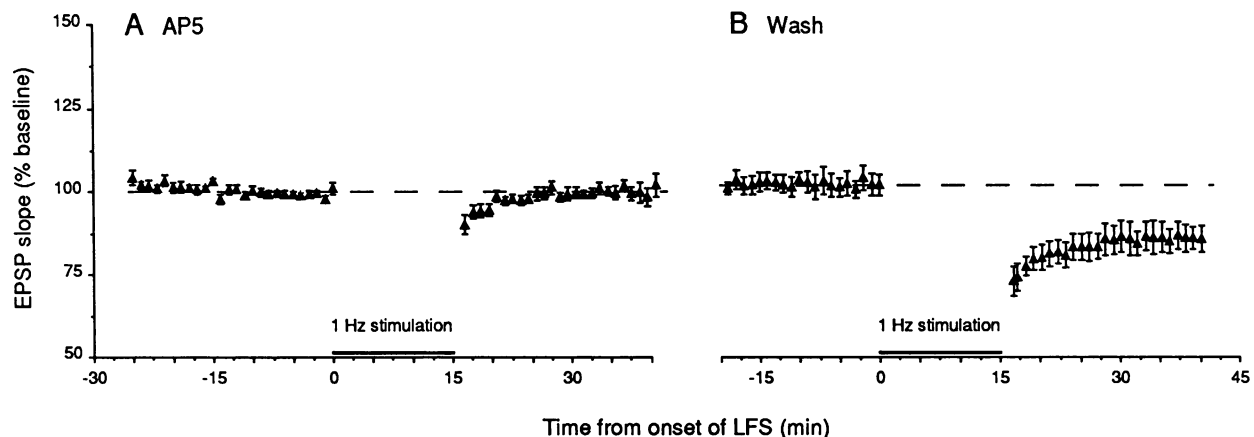 A AP5
B Wash
EPSP slope (% baseline)
150
125
100
75
50
1 Hz stimulation
1 Hz stimulation
-30 -15 0 15 30
-15 0 15 30 45
Time from onset of LFS (min)